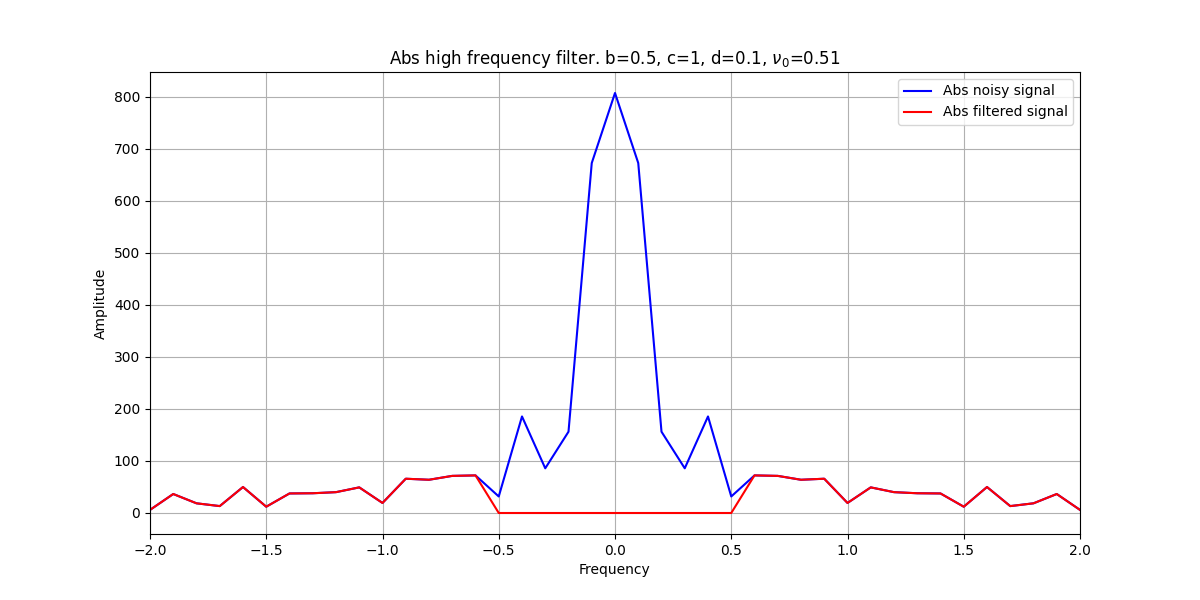 Abs high frequency filter. b=0.5, c=1, d=0.1, ν₀=0.51
Abs noisy signal
Abs filtered signal
Amplitude
800
700
600
500
400
300
200
100
0
−2.0 −1.5 −1.0 −0.5 0.0 0.5 1.0 1.5 2.0
Frequency